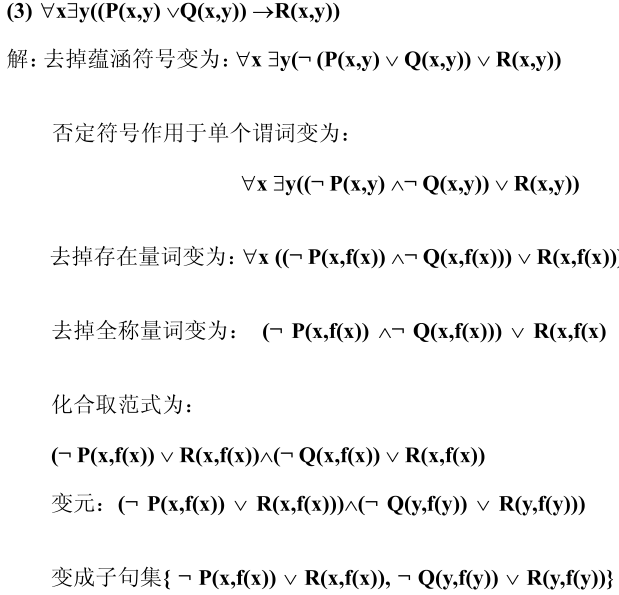 (3) ∀x∃y((P(x,y) ∨Q(x,y)) →R(x,y))
解：去掉蕴涵符号变为：∀x ∃y(¬ (P(x,y) ∨ Q(x,y)) ∨ R(x,y))
否定符号作用于单个谓词变为：
∀x ∃y((¬ P(x,y) ∧¬ Q(x,y)) ∨ R(x,y))
去掉存在量词变为：∀x ((¬ P(x,f(x)) ∧¬ Q(x,f(x))) ∨ R(x,f(x)))
去掉全称量词变为： (¬ P(x,f(x)) ∧¬ Q(x,f(x))) ∨ R(x,f(x)
化合取范式为：
(¬ P(x,f(x)) ∨ R(x,f(x))∧(¬ Q(x,f(x)) ∨ R(x,f(x))
变元：(¬ P(x,f(x)) ∨ R(x,f(x)))∧(¬ Q(y,f(y)) ∨ R(y,f(y)))
变成子句集{ ¬ P(x,f(x)) ∨ R(x,f(x)), ¬ Q(y,f(y)) ∨ R(y,f(y))}